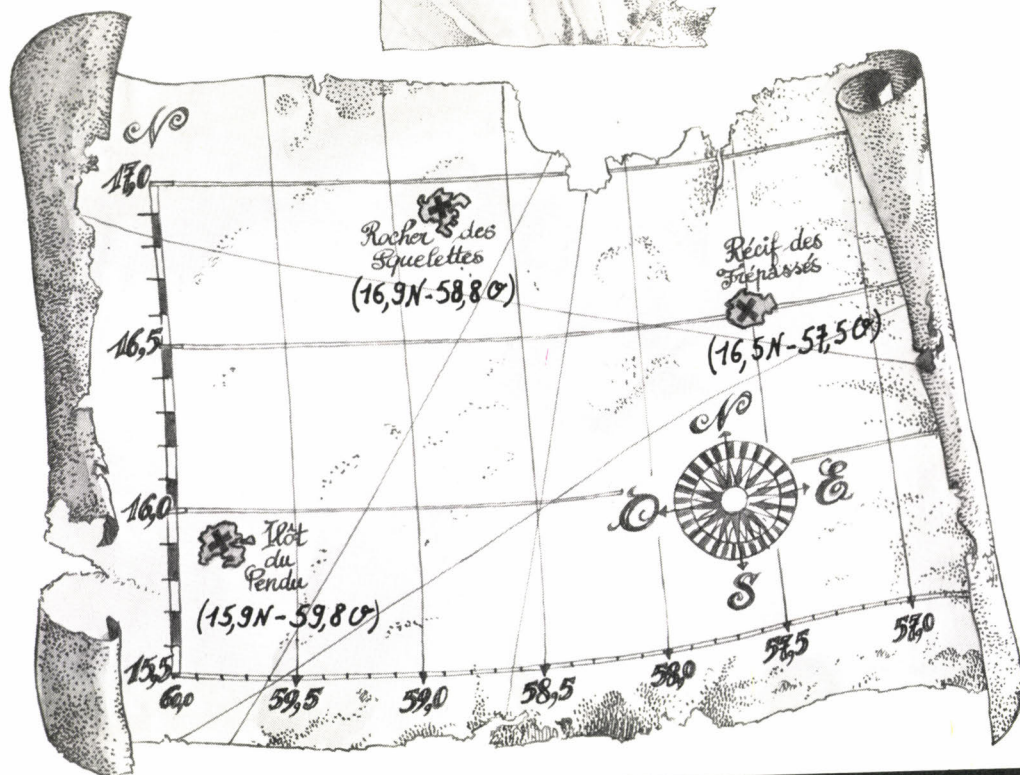 N
17,0
Rocher des
Squelettes
(16,9N-58,8O)
Récif des
Trépassés
(16,5N-57,5O)
16,5
N
O
E
S
16,0
Ilôt
du
Pendu
(15,9N-59,8O)
15,5
60,0
59,5
59,0
58,5
58,0
57,5
57,0